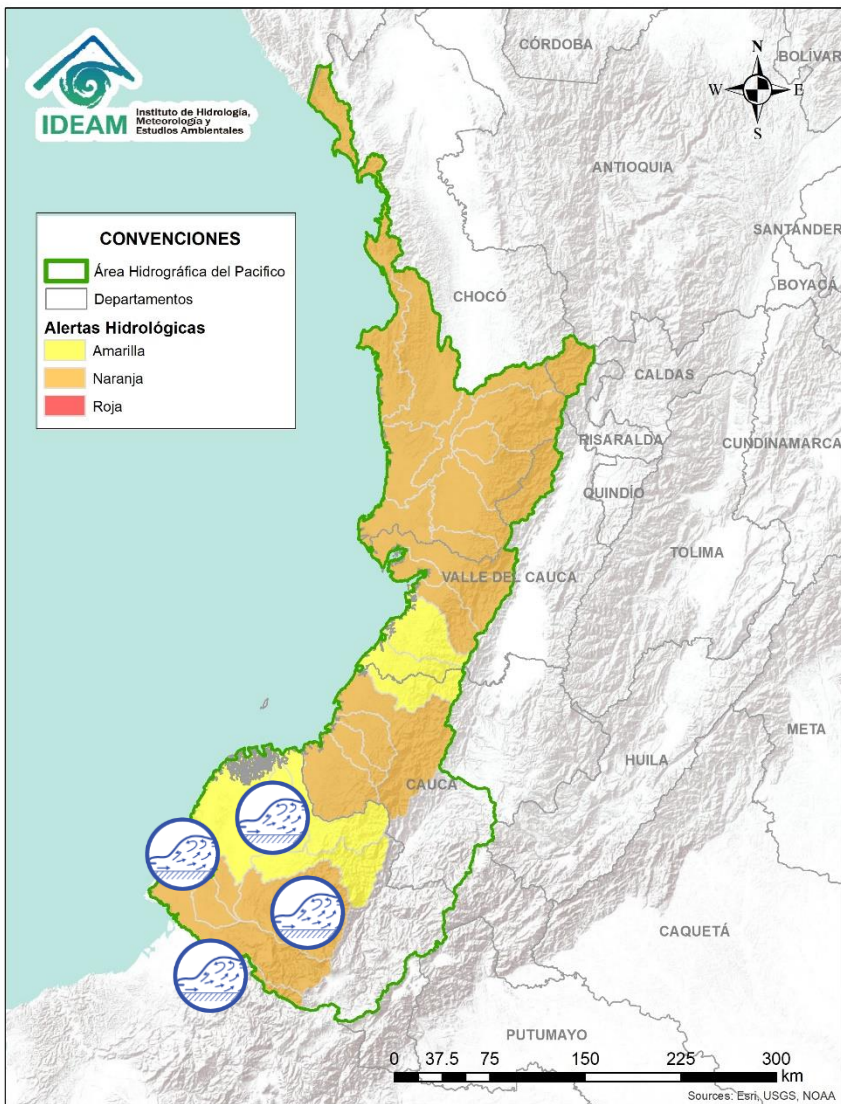 IDEAM
Instituto de Hidrología,
Meteorología y
Estudios Ambientales
CÓRDOBA
BOLÍVAR
N
W
E
S
ANTIOQUIA
SANTANDER
BOYACÁ
CONVENCIONES
Área Hidrográfica del Pacifico
Departamentos
Alertas Hidrológicas
Amarilla
Naranja
Roja
CHOCÓ
CALDAS
RISARALDA
CUNDINAMARCA
QUINDÍO
TOLIMA
VALLE DEL CAUCA
META
HUILA
CAUCA
CAQUETÁ
PUTUMAYO
0 37.5 75 150 225 300
km
Sources: Esri, USGS, NOAA